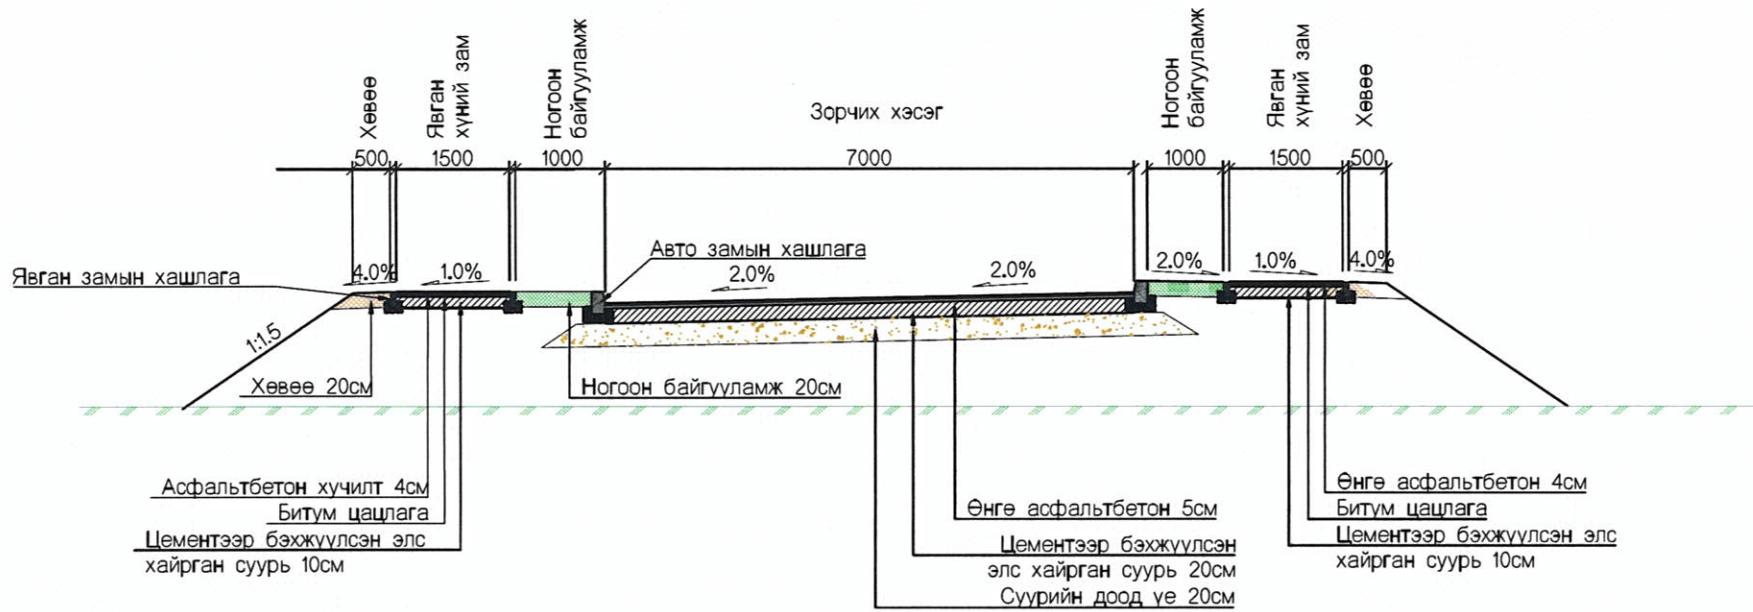 Хөвөө
Явган
хүний зам
Ногоон
байгууламж
Зорчих хэсэг
Ногоон
байгууламж
Явган
хүний зам
Хөвөө
500
1500
1000
7000
1000
1500
500
Авто замын хашлага
Явган замын хашлага
4.0%
1.0%
2.0%
2.0%
2.0%
1.0%
4.0%
1:1.5
Хөвөө 20см
Ногоон байгууламж 20см
Асфальтбетон хучилт 4см
Битум цацлага
Цементээр бэхжүүлсэн элс
хайрган суурь 10см
Өнгө асфальтбетон 5см
Цементээр бэхжүүлсэн
элс хайрган суурь 20см
Суурийн доод үе 20см
Өнгө асфальтбетон 4см
Битум цацлага
Цементээр бэхжүүлсэн элс
хайрган суурь 10см